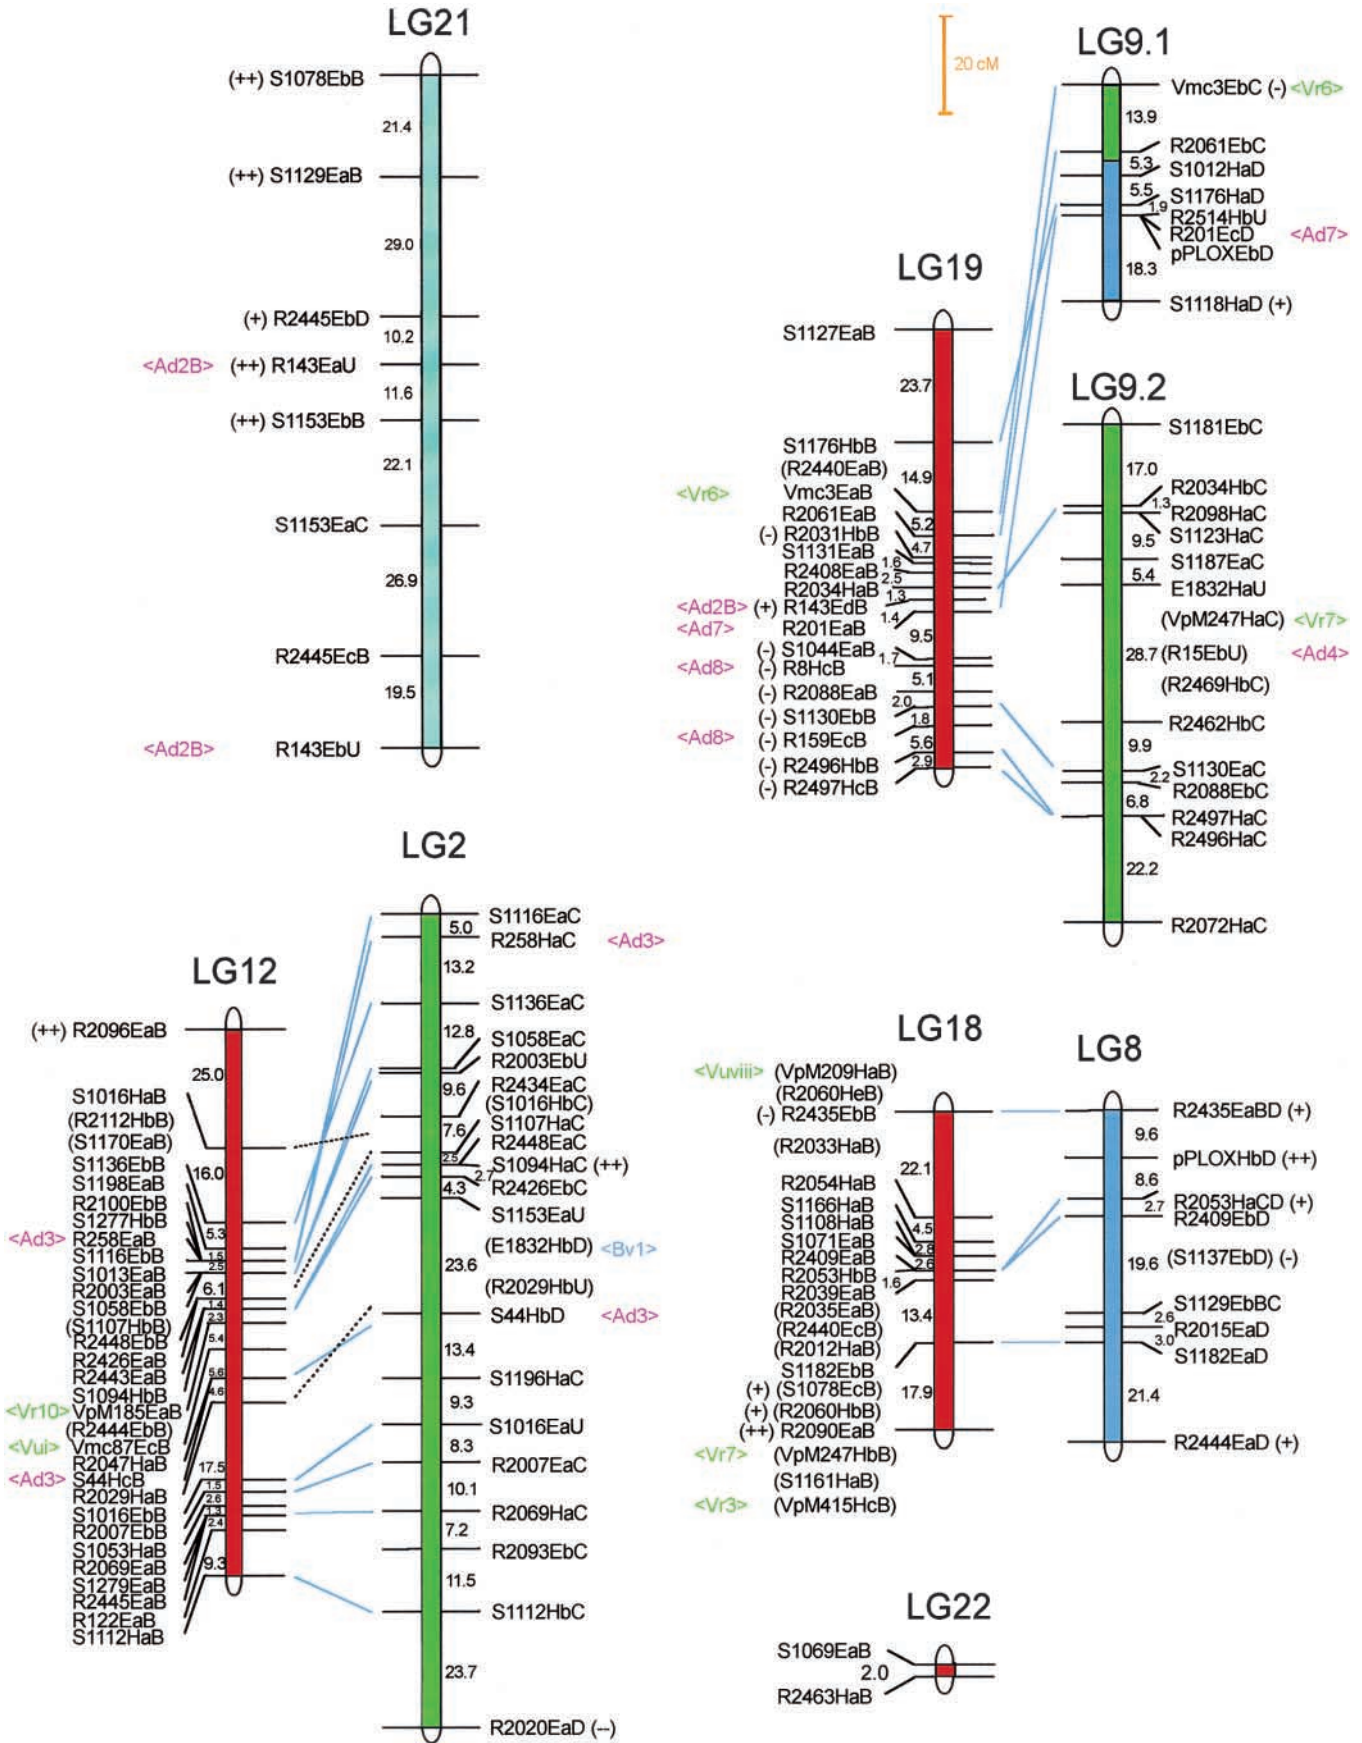 LG21
(++) S1078EbB
21.4
(++) S1129EaB
29.0
(+) R2445EbD
10.2
<Ad2B> (++) R143EaU
11.6
(++) S1153EbB
22.1
S1153EaC
26.9
R2445EcB
19.5
<Ad2B> R143EbU
20 cM
LG9.1
Vmc3EbC (-) <Vr6>
13.9
R2061EbC
5.3
S1012HaD
5.5
S1176HaD
1.9
R2514HbU
R201EcD <Ad7>
pPLOXEbD
18.3
S1118HaD (+)
LG19
S1127EaB
23.7
S1176HbB
(R2440EaB)
14.9
<Vr6> Vmc3EaB
R2061EaB
5.2
(-) R2031HbB
4.7
S1131EaB
1.6
R2408EaB
2.5
R2034HaB
1.3
<Ad2B> (+) R143EdB
1.4
<Ad7> R201EaB
9.5
(-) S1044EaB
1.7
<Ad8> (-) R8HcB
5.1
(-) R2088EaB
2.0
(-) S1130EbB
1.8
<Ad8> (-) R159EcB
5.6
(-) R2496HbB
2.9
(-) R2497HcB
LG9.2
S1181EbC
17.0
R2034HbC
1.3
R2098HaC
S1123HaC
9.5
S1187EaC
5.4
E1832HaU
(VpM247HaC) <Vr7>
28.7 (R15EbU) <Ad4>
(R2469HbC)
R2462HbC
9.9
S1130EaC
2.2
R2088EbC
6.8
R2497HaC
R2496HaC
22.2
R2072HaC
LG12
(++) R2096EaB
25.0
S1016HaB
(R2112HbB)
(S1170EaB)
S1136EbB
16.0
S1198EaB
R2100EbB
S1277HbB
5.3
<Ad3> R258EaB
1.5
S1116EbB
2.5
S1013EaB
R2003EaB
6.1
S1058EbB
1.4
(S1107HbB)
2.3
R2448EbB
5.4
R2426EaB
R2443EaB
5.6
S1094HbB
4.6
<Vr10> VpM185EaB
(R2444EbB)
<Vui> Vmc87EcB
R2047HaB
17.5
<Ad3> S44HcB
1.5
R2029HaB
2.6
S1016EbB
1.3
R2007EbB
2.4
S1053HaB
R2069EaB
9.3
S1279EaB
R2445EaB
R122EaB
S1112HaB
LG2
S1116EaC
5.0
R258HaC <Ad3>
13.2
S1136EaC
12.8
S1058EaC
R2003EbU
9.6
R2434EaC
(S1016HbC)
7.6
S1107HaC
R2448EaC
2.5
S1094HaC (++)
2.7
R2426EbC
4.3
S1153EaU
(E1832HbD) <Bv1>
23.6
(R2029HbU)
S44HbD <Ad3>
13.4
S1196HaC
9.3
S1016EaU
8.3
R2007EaC
10.1
R2069HaC
7.2
R2093EbC
11.5
S1112HbC
23.7
R2020EaD (--)
LG18
<Vuviii> (VpM209HaB)
(R2060HeB)
(-) R2435EbB
(R2033HaB)
22.1
R2054HaB
S1166HaB
4.5
S1108HaB
S1071EaB
2.8
R2409EaB
2.6
R2053HbB
1.6
R2039EaB
(R2035EaB)
13.4
(R2440EcB)
(R2012HaB)
S1182EbB
(+) (S1078EcB)
17.9
(+) (R2060HbB)
(++) R2090EaB
<Vr7> (VpM247HbB)
(S1161HaB)
<Vr3> (VpM415HcB)
LG8
R2435EaBD (+)
9.6
pPLOXHbD (++)
8.6
R2053HaCD (+)
2.7
R2409EbD
19.6 (S1137EbD) (-)
S1129EbBC
2.6
R2015EaD
3.0
S1182EaD
21.4
R2444EaD (+)
LG22
S1069EaB
2.0
R2463HaB